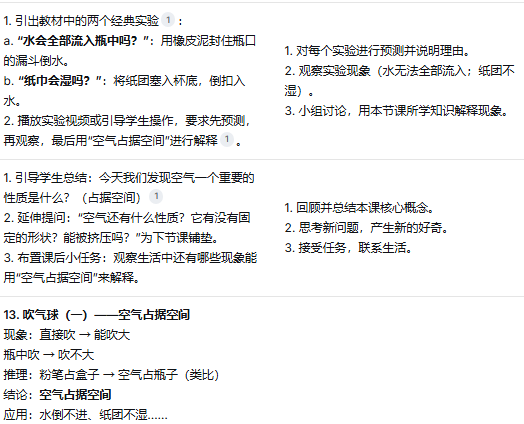 1. 引出教材中的两个经典实验 1 ：
a. “水会全部流入瓶中吗？”：用橡皮泥封住瓶口
的漏斗倒水。
b. “纸巾会湿吗？”：将纸团塞入杯底，倒扣入
水。
2. 播放实验视频或引导学生操作，要求先预测，
再观察，最后用“空气占据空间”进行解释 1 。
1. 对每个实验进行预测并说明理由。
2. 观察实验现象（水无法全部流入；纸团不
湿）。
3. 小组讨论，用本节课所学知识解释现象。
1. 引导学生总结：今天我们发现空气一个重要的
性质是什么？（占据空间） 1
2. 延伸提问：“空气还有什么性质？它有没有固
定的形状？能被挤压吗？”为下节课铺垫。
3. 布置课后小任务：观察生活中还有哪些现象能
用“空气占据空间”来解释。
1. 回顾并总结本课核心概念。
2. 思考新问题，产生新的好奇。
3. 接受任务，联系生活。
13. 吹气球（一）——空气占据空间
现象：直接吹 → 能吹大
瓶中吹 → 吹不大
推理：粉笔占盒子 → 空气占瓶子（类比）
结论：空气占据空间
应用：水倒不进、纸团不湿……